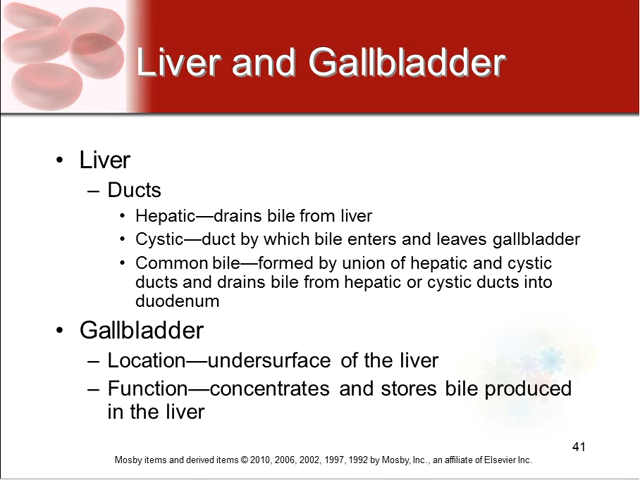 Liver and Gallbladder
• Liver
– Ducts
• Hepatic—drains bile from liver
• Cystic—duct by which bile enters and leaves gallbladder
• Common bile—formed by union of hepatic and cystic
ducts and drains bile from hepatic or cystic ducts into
duodenum
• Gallbladder
– Location—undersurface of the liver
– Function—concentrates and stores bile produced
in the liver
41
Mosby items and derived items © 2010, 2006, 2002, 1997, 1992 by Mosby, Inc., an affiliate of Elsevier Inc.